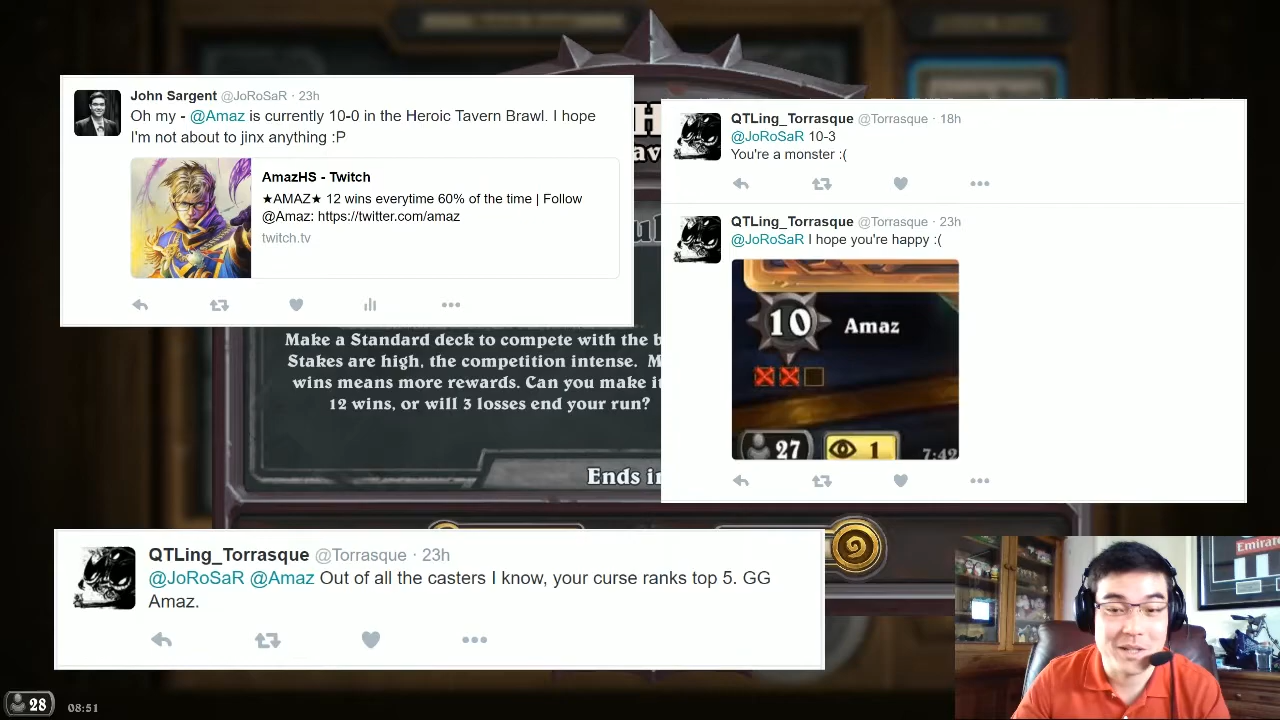 John Sargent @JoRoSaR · 23h
Oh my - @Amaz is currently 10-0 in the Heroic Tavern Brawl. I hope
I'm not about to jinx anything :P
AmazHS - Twitch
★AMAZ★ 12 wins everytime 60% of the time | Follow
@Amaz: https://twitter.com/amaz
twitch.tv
QTLing_Torrasque @Torrasque · 18h
@JoRoSaR 10-3
You're a monster :(
QTLing_Torrasque @Torrasque · 23h
@JoRoSaR I hope you're happy :(
10 Amaz
27 1 7:42
Make a Standard deck to compete with the b
Stakes are high, the competition intense. M
wins means more rewards. Can you make i
12 wins, or will 3 losses end your run?
Ends in
QTLing_Torrasque @Torrasque · 23h
@JoRoSaR @Amaz Out of all the casters I know, your curse ranks top 5. GG
Amaz.
Emirate
28 08:51